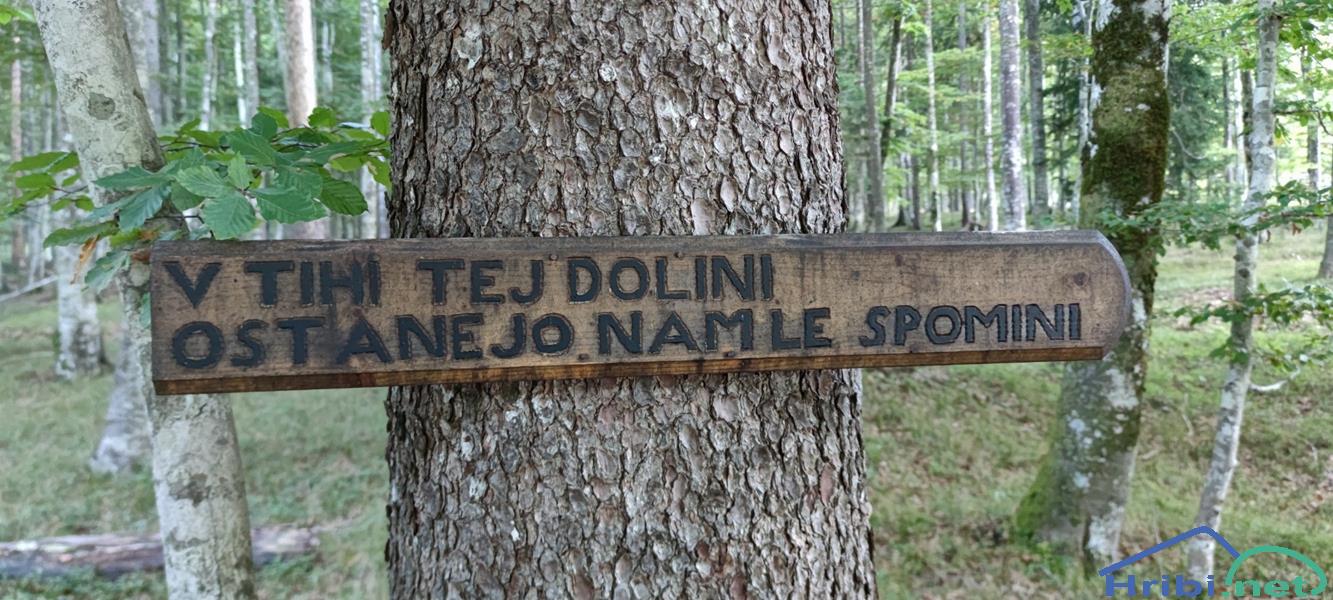 V TIHI TEJ DOLINI
OSTANEJO NAM LE SPOMINI
Hribi.net